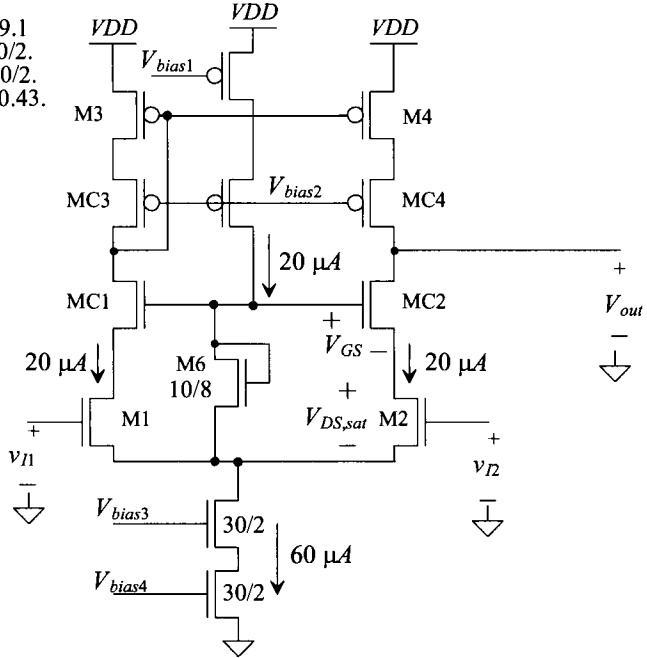 9.1
0/2.
0/2.
0.43.
VDD
VDD
VDD
Vbias1
M3
M4
MC3
Vbias2
MC4
20 μA
MC1
MC2
+
VGS
−
+
Vout
−
20 μA
M6
10/8
20 μA
+
VDS,sat
−
M1
M2
+
vI1
−
+
vI2
−
Vbias3
30/2
60 μA
Vbias4
30/2